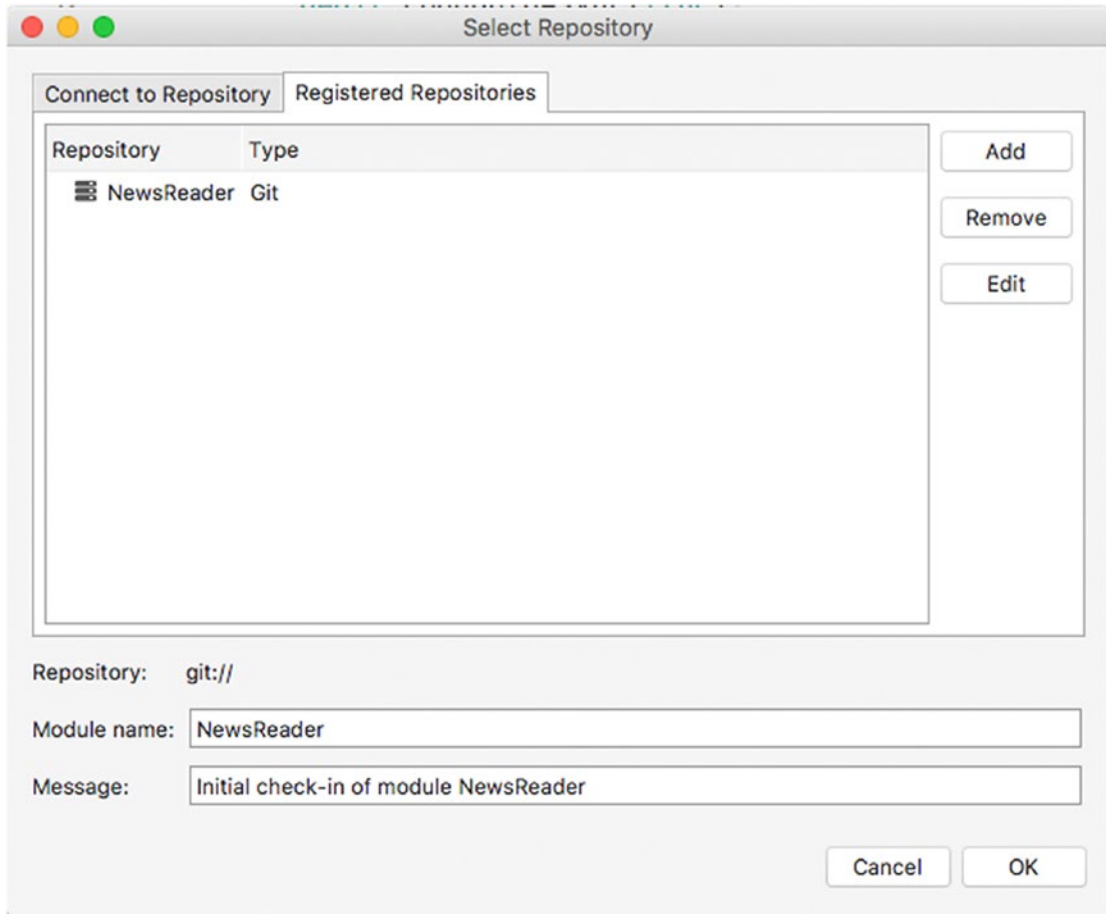 Select Repository
Connect to Repository Registered Repositories
Repository Type Add
NewsReader Git
Remove
Edit
Repository: git://
Module name: NewsReader
Message: Initial check-in of module NewsReader
Cancel OK